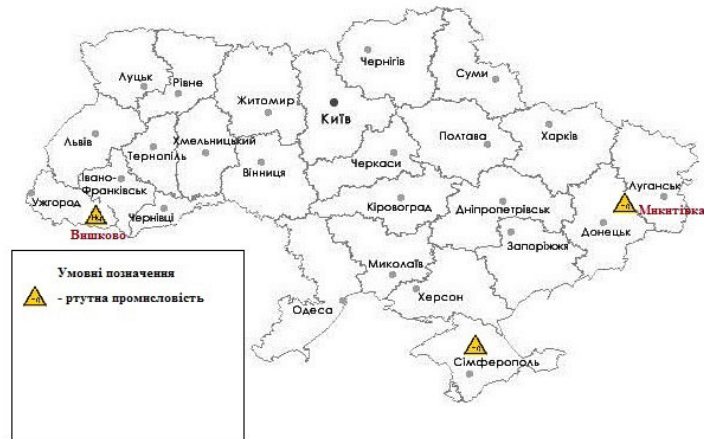 Чернігів
Луцьк
Рівне
Суми
Житомир
Київ
Львів
Тернопіль
Хмельницький
Полтава
Харків
Черкаси
Вінниця
Івано-
Франківськ
Ужгород
Чернівці
Вишково
Кіровоград
Дніпропетрівськ
Луганськ
Микитівка
Донецьк
Запоріжжя
Миколаїв
Херсон
Одеса
Сімферополь
Умовні позначення
- ртутна промисловість